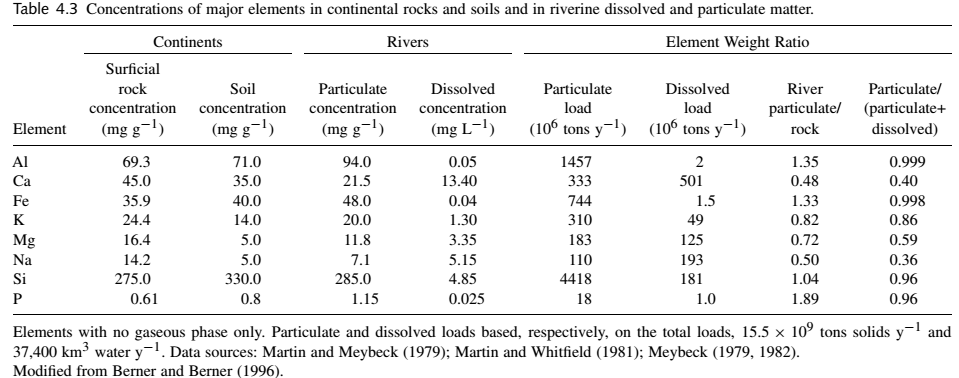 Table 4.3 Concentrations of major elements in continental rocks and soils and in riverine dissolved and particulate matter.
Continents Rivers Element Weight Ratio
Surficial
rock Soil Particulate Dissolved Particulate Dissolved River Particulate/
concentration concentration concentration concentration load load particulate/ (particulate+
Element (mg g⁻¹) (mg g⁻¹) (mg g⁻¹) (mg L⁻¹) (10⁶ tons y⁻¹) (10⁶ tons y⁻¹) rock dissolved)
Al 69.3 71.0 94.0 0.05 1457 2 1.35 0.999
Ca 45.0 35.0 21.5 13.40 333 501 0.48 0.40
Fe 35.9 40.0 48.0 0.04 744 1.5 1.33 0.998
K 24.4 14.0 20.0 1.30 310 49 0.82 0.86
Mg 16.4 5.0 11.8 3.35 183 125 0.72 0.59
Na 14.2 5.0 7.1 5.15 110 193 0.50 0.36
Si 275.0 330.0 285.0 4.85 4418 181 1.04 0.96
P 0.61 0.8 1.15 0.025 18 1.0 1.89 0.96
Elements with no gaseous phase only. Particulate and dissolved loads based, respectively, on the total loads, 15.5 × 10⁹ tons solids y⁻¹ and
37,400 km³ water y⁻¹. Data sources: Martin and Meybeck (1979); Martin and Whitfield (1981); Meybeck (1979, 1982).
Modified from Berner and Berner (1996).